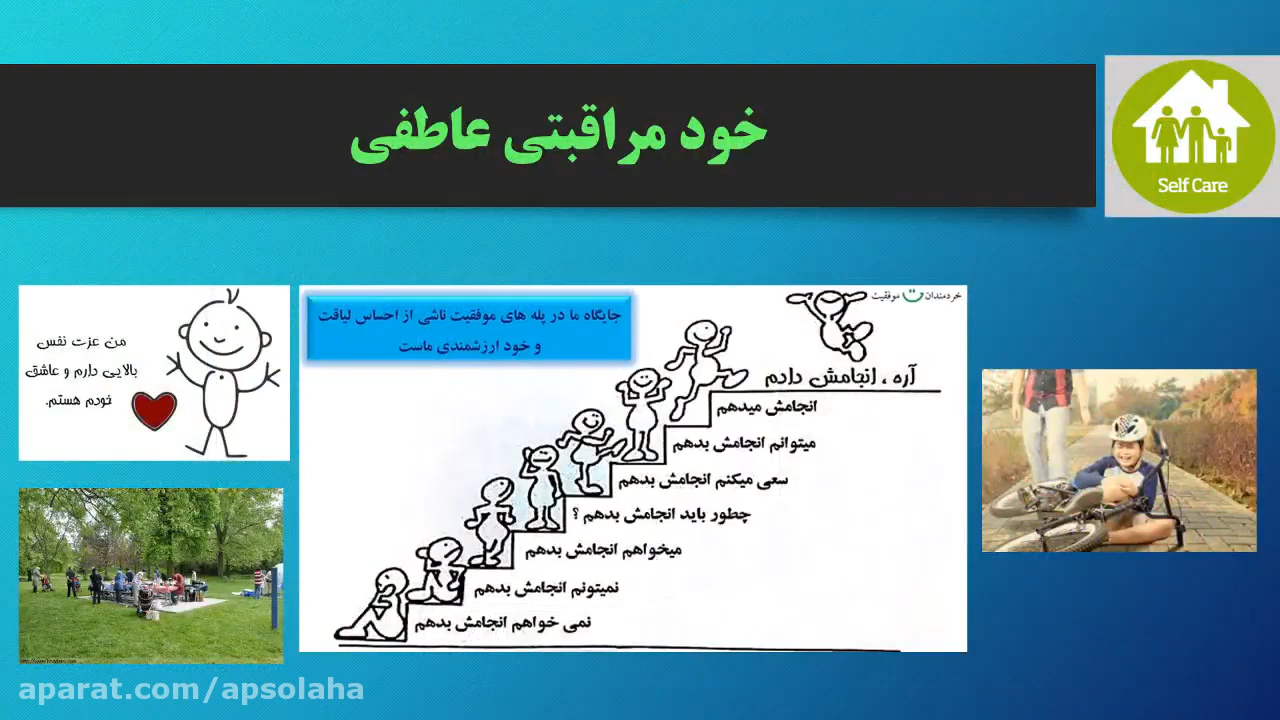 خود مراقبتی عاطفی
Self Care
خردمندان موفقیت
جایگاه ما در پله های موفقیت ناشی از احساس لیاقت
و خود ارزشمندی ماست
آره ، انجامش دادم
انجامش میدهم
میتوانم انجامش بدهم
سعی میکنم انجامش بدهم
چطور باید انجامش بدهم ؟
میخواهم انجامش بدهم
نمیتونم انجامش بدهم
نمی خواهم انجامش بدهم
من عزت نفس
بالایی دارم و عاشق
خودم هستم.
aparat.com/apsolaha